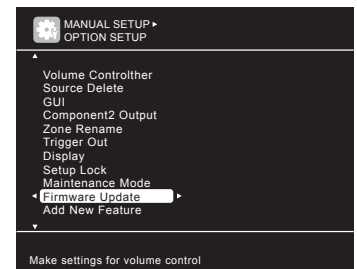 MANUAL SETUP▸
OPTION SETUP
▲
Volume Controlther
Source Delete
GUI
Component2 Output
Zone Rename
Trigger Out
Display
Setup Lock
Maintenance Mode
◂ Firmware Update ▸
Add New Feature
▼
Make settings for volume control